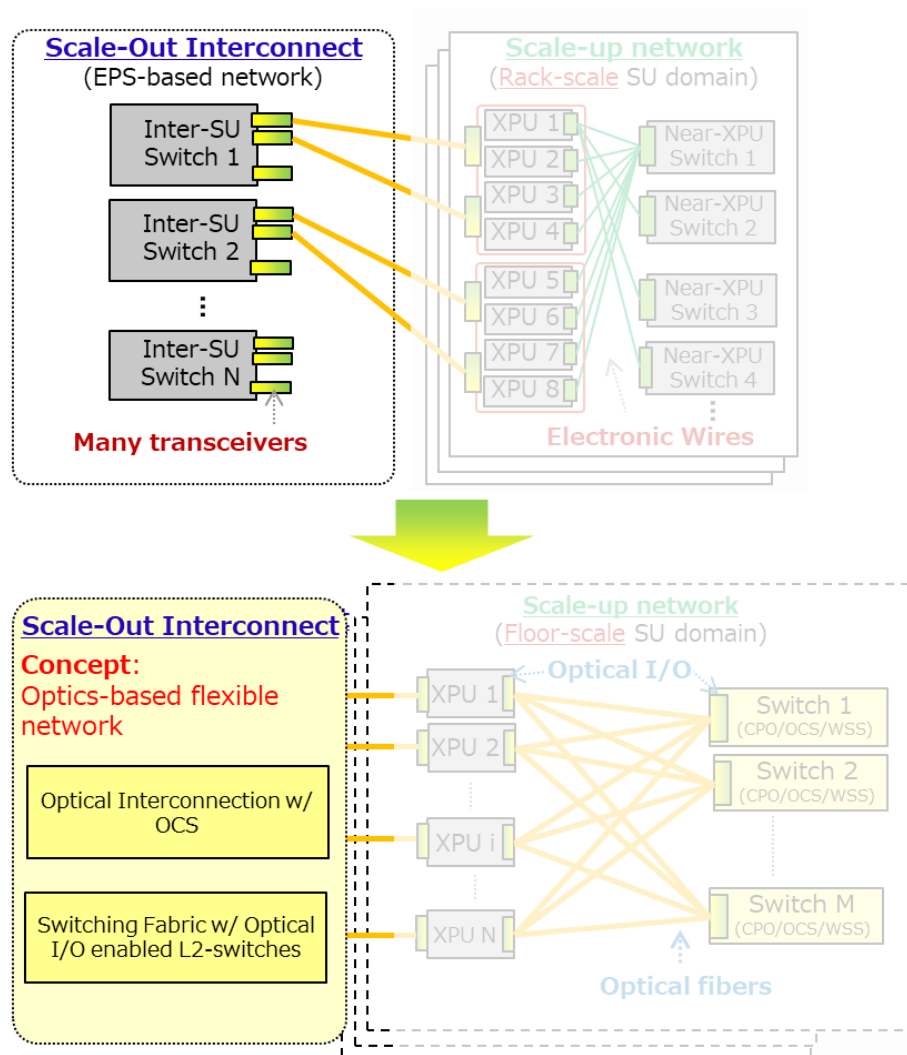 Scale-Out Interconnect
(EPS-based network)
Inter-SU
Switch 1
Inter-SU
Switch 2
⋮
Inter-SU
Switch N
Many transceivers
Scale-up network
(Rack-scale SU domain)
XPU 1
XPU 2
XPU 3
XPU 4
XPU 5
XPU 6
XPU 7
XPU 8
Near-XPU
Switch 1
Near-XPU
Switch 2
Near-XPU
Switch 3
Near-XPU
Switch 4
⋮
Electronic Wires
Scale-Out Interconnect
Concept:
Optics-based flexible
network
Optical Interconnection w/
OCS
Switching Fabric w/ Optical
I/O enabled L2-switches
Scale-up network
(Floor-scale SU domain)
Optical I/O
XPU 1
XPU 2
XPU i
XPU N
Switch 1
(CPO/OCS/WSS)
Switch 2
(CPO/OCS/WSS)
Switch M
(CPO/OCS/WSS)
Optical fibers